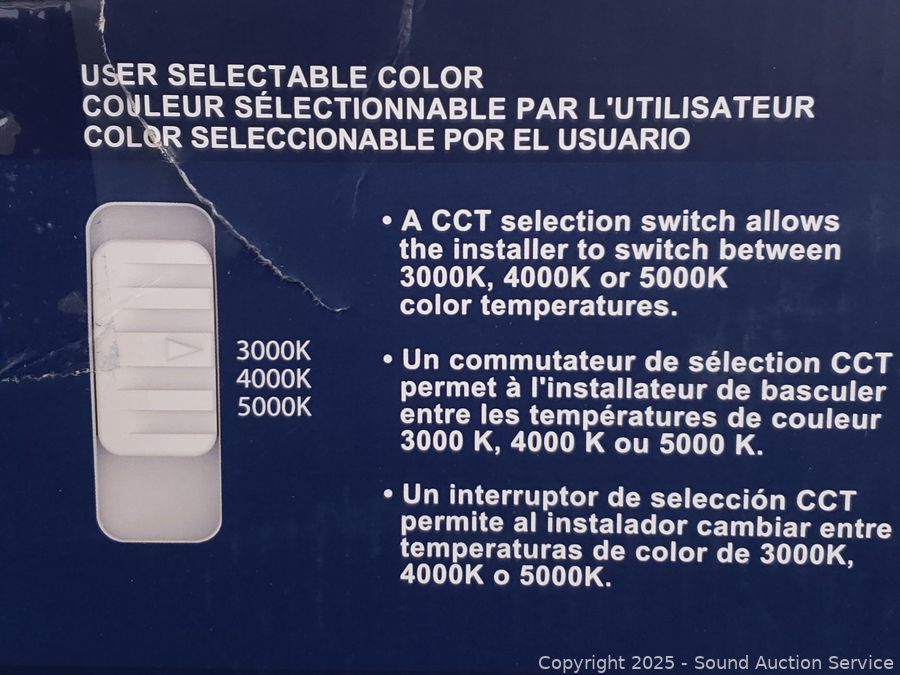 USER SELECTABLE COLOR
COULEUR SÉLECTIONNABLE PAR L'UTILISATEUR
COLOR SELECCIONABLE POR EL USUARIO
• A CCT selection switch allows
the installer to switch between
3000K, 4000K or 5000K
color temperatures.
3000K
4000K
5000K
• Un commutateur de sélection CCT
permet à l'installateur de basculer
entre les températures de couleur
3000 K, 4000 K ou 5000 K.
• Un interruptor de selección CCT
permite al instalador cambiar entre
temperaturas de color de 3000K,
4000K o 5000K.
Copyright 2025 - Sound Auction Service